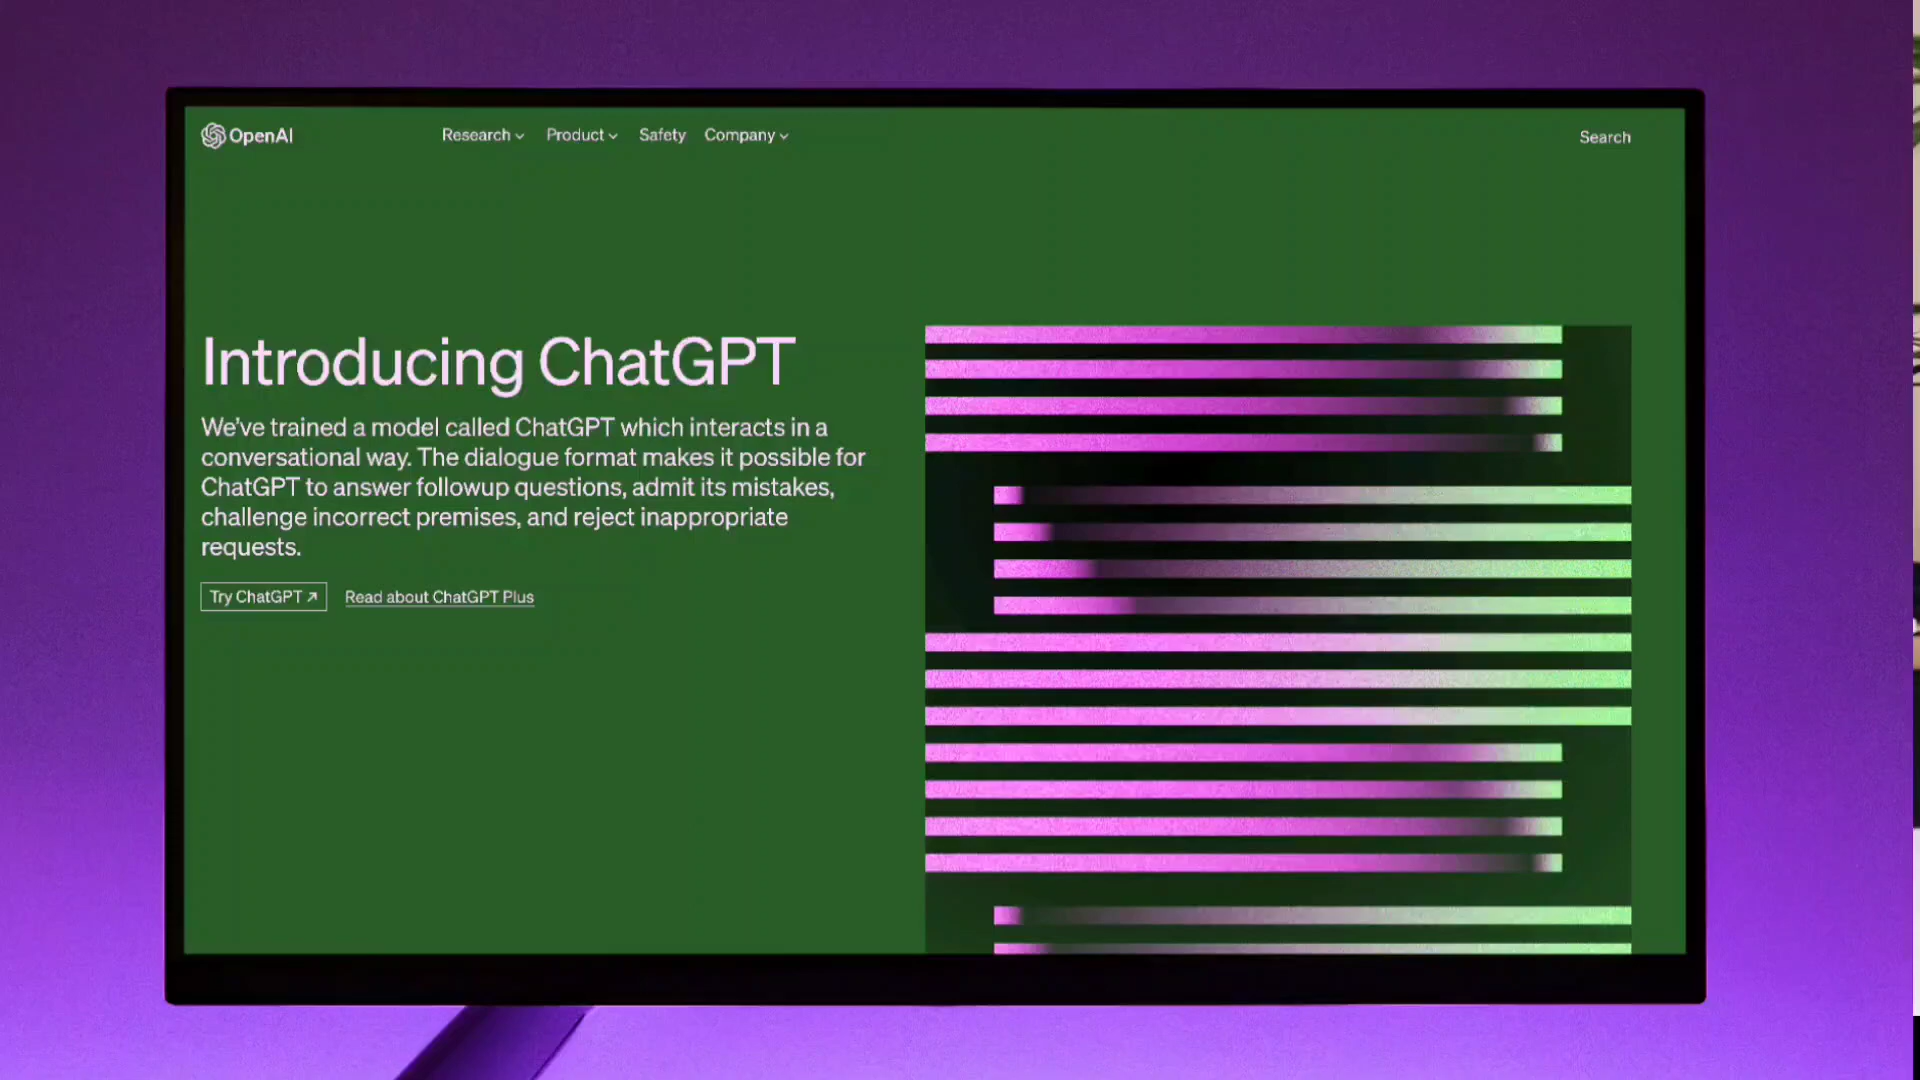 OpenAI
Research Product Safety Company
Search
Introducing ChatGPT
We've trained a model called ChatGPT which interacts in a
conversational way. The dialogue format makes it possible for
ChatGPT to answer followup questions, admit its mistakes,
challenge incorrect premises, and reject inappropriate
requests.
Try ChatGPT ↗
Read about ChatGPT Plus